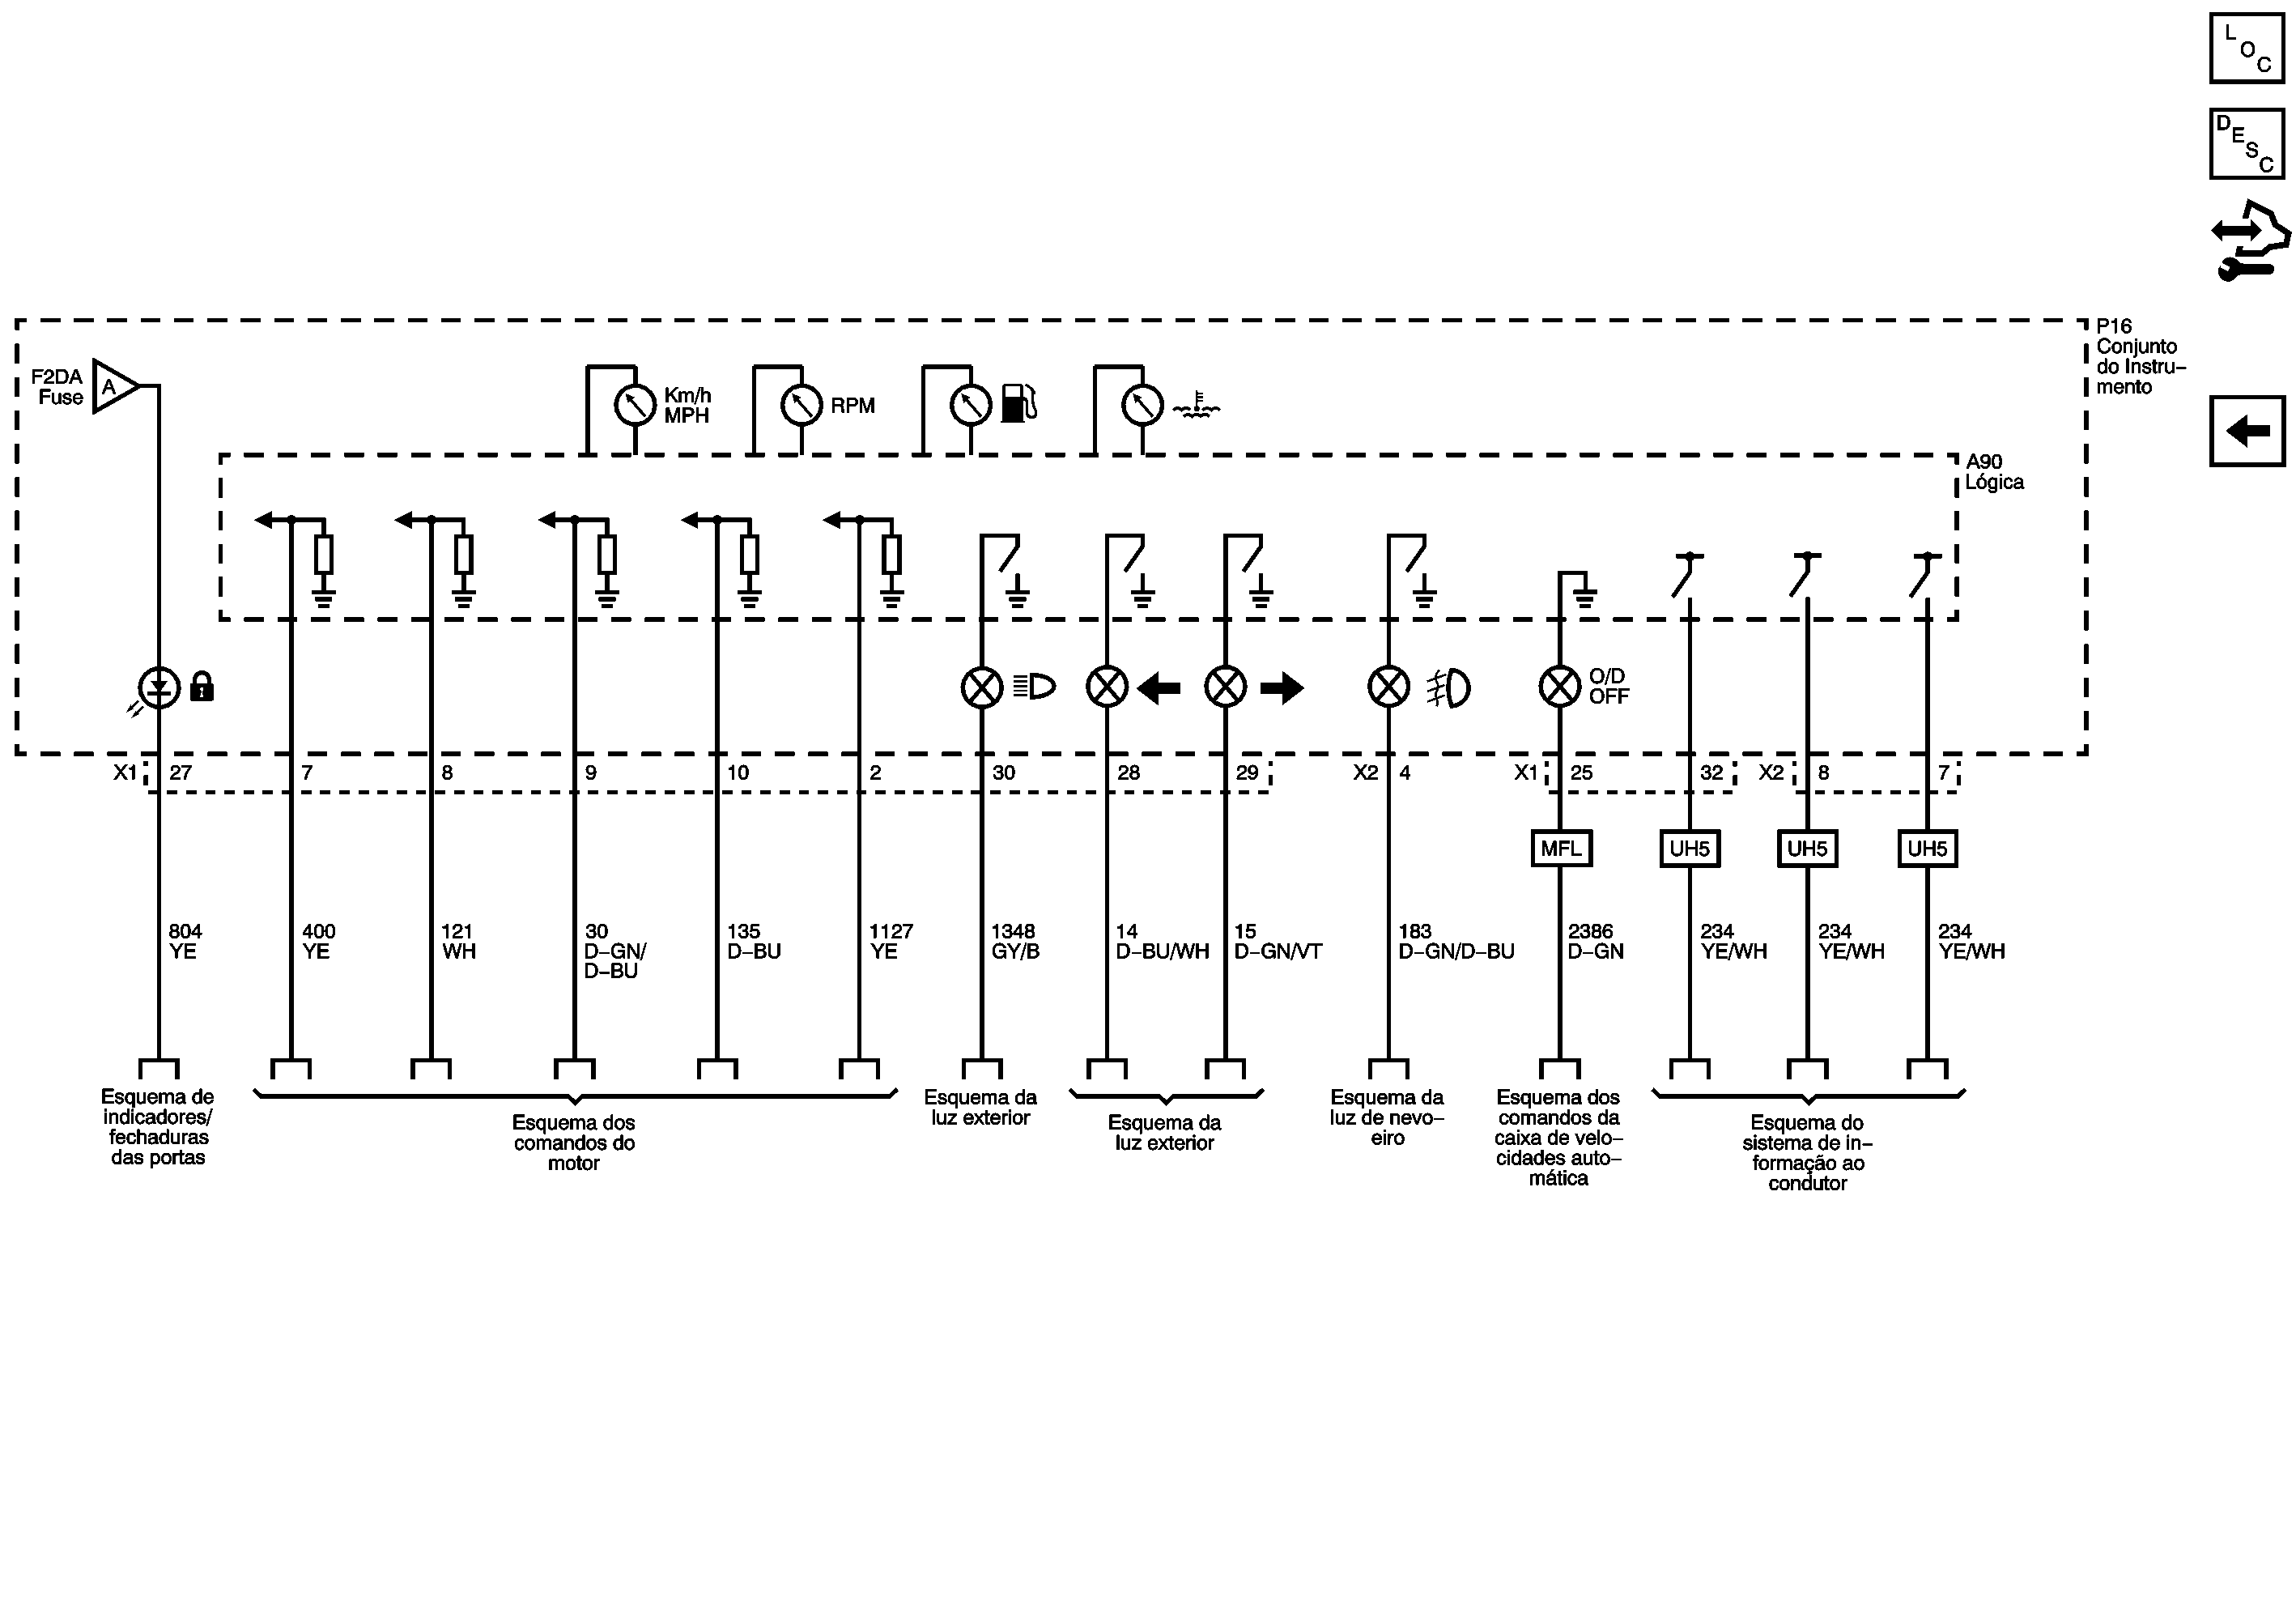 L
O
C
D
E
S
C
P16
Conjunto
do Instru–
mento
F2DA
Fuse
A
Km/h
MPH
RPM
A90
Lógica
O/D
OFF
X1 27 7 8 9 10 2 30 28 29 X2 4 X1 25 32 X2 8 7
MFL UH5 UH5 UH5
804
YE
400
YE
121
WH
30
D–GN/
D–BU
135
D–BU
1127
YE
1348
GY/B
14
D–BU/WH
15
D–GN/VT
183
D–GN/D–BU
2386
D–GN
234
YE/WH
234
YE/WH
234
YE/WH
Esquema de
indicadores/
fechaduras
das portas
Esquema dos
comandos do
motor
Esquema da
luz exterior
Esquema da
luz exterior
Esquema da
luz de nevo–
eiro
Esquema dos
comandos da
caixa de velo–
cidades auto–
mática
Esquema do
sistema de in–
formação ao
condutor